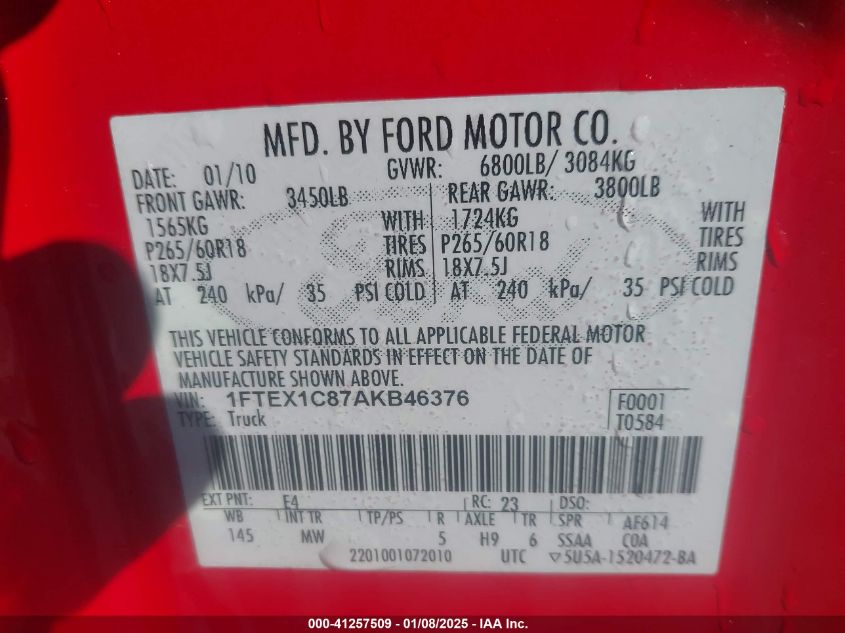 MFD. BY FORD MOTOR CO.
DATE: 01/10 GVWR: 6800LB/ 3084KG
FRONT GAWR: 3450LB REAR GAWR: 3800LB
1565KG WITH 1724KG WITH
P265/60R18 TIRES P265/60R18 TIRES
18X7.5J RIMS 18X7.5J RIMS
AT 240 kPa/ 35 PSI COLD AT 240 kPa/ 35 PSI COLD
THIS VEHICLE CONFORMS TO ALL APPLICABLE FEDERAL MOTOR
VEHICLE SAFETY STANDARDS IN EFFECT ON THE DATE OF
MANUFACTURE SHOWN ABOVE.
VIN: 1FTEX1C87AKB46376 F0001
TYPE: Truck T0584
EXT PNT: E4 RC: 23 DSO:
WB INT TR TP/PS R AXLE TR SPR AF614
145 MW 5 H9 6 SSAA COA
2201001072010 UTC ▽5U5A-1520472-BA
000-41257509 - 01/08/2025 - IAA Inc.